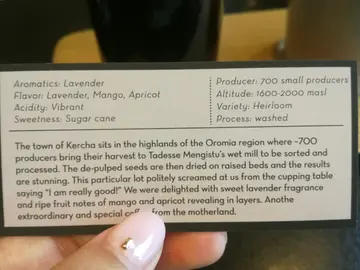 Aromatics: Lavender
Flavor: Lavender, Mango, Apricot
Acidity: Vibrant
Sweetness: Sugar cane
Producer: 700 small producers
Altitude: 1600-2000 masl
Variety: Heirloom
Process: washed
The town of Kercha sits in the highlands of the Oromia region where ~700
producers bring their harvest to Tadesse Mengistu's wet mill to be sorted and
processed. The de-pulped seeds are then dried on raised beds and the results
are stunning. This particular lot politely screamed at us from the cupping table
saying "I am really good!" We were delighted with sweet lavender fragrance
and ripe fruit notes of mango and apricot revealing in layers. Anothe
extraordinary and special from the motherland.